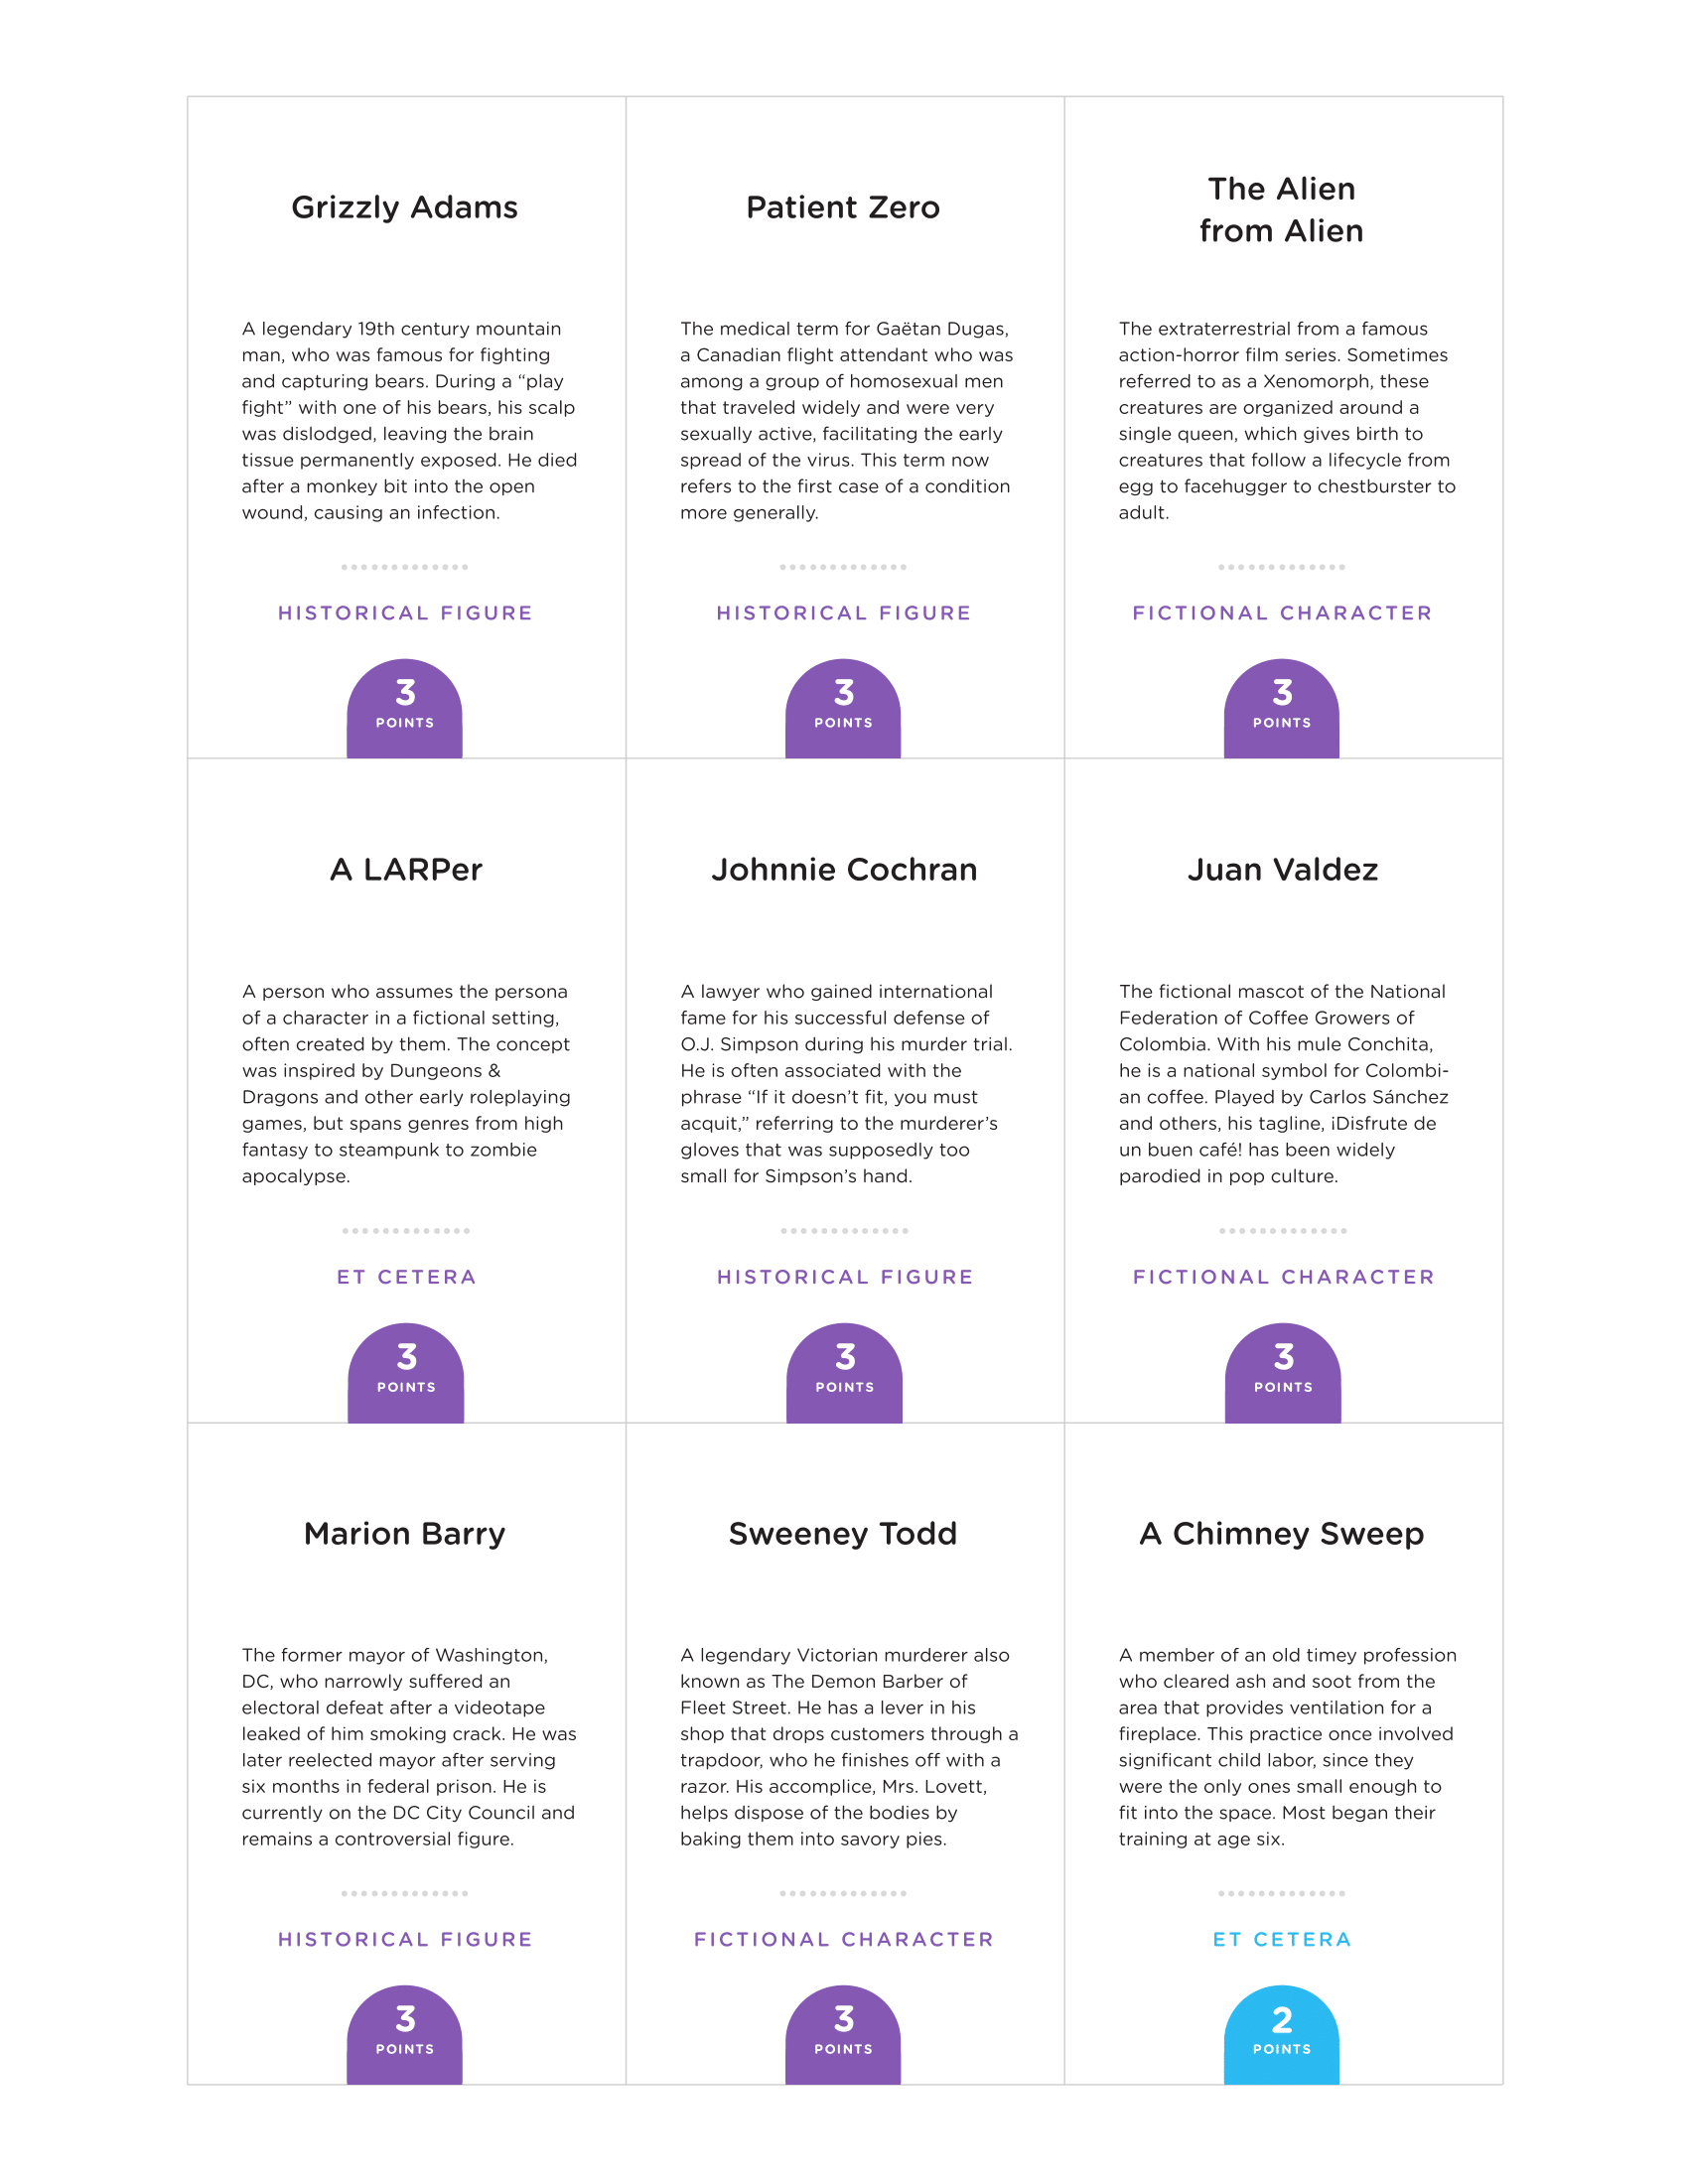 Grizzly Adams
A legendary 19th century mountain
man, who was famous for fighting
and capturing bears. During a “play
fight” with one of his bears, his scalp
was dislodged, leaving the brain
tissue permanently exposed. He died
after a monkey bit into the open
wound, causing an infection.
HISTORICAL FIGURE
3
POINTS
Patient Zero
The medical term for Gaëtan Dugas,
a Canadian flight attendant who was
among a group of homosexual men
that traveled widely and were very
sexually active, facilitating the early
spread of the virus. This term now
refers to the first case of a condition
more generally.
HISTORICAL FIGURE
3
POINTS
The Alien
from Alien
The extraterrestrial from a famous
action-horror film series. Sometimes
referred to as a Xenomorph, these
creatures are organized around a
single queen, which gives birth to
creatures that follow a lifecycle from
egg to facehugger to chestburster to
adult.
FICTIONAL CHARACTER
3
POINTS
A LARPer
A person who assumes the persona
of a character in a fictional setting,
often created by them. The concept
was inspired by Dungeons &
Dragons and other early roleplaying
games, but spans genres from high
fantasy to steampunk to zombie
apocalypse.
ET CETERA
3
POINTS
Johnnie Cochran
A lawyer who gained international
fame for his successful defense of
O.J. Simpson during his murder trial.
He is often associated with the
phrase “If it doesn’t fit, you must
acquit,” referring to the murderer’s
gloves that was supposedly too
small for Simpson’s hand.
HISTORICAL FIGURE
3
POINTS
Juan Valdez
The fictional mascot of the National
Federation of Coffee Growers of
Colombia. With his mule Conchita,
he is a national symbol for Colombi-
an coffee. Played by Carlos Sánchez
and others, his tagline, ¡Disfrute de
un buen café! has been widely
parodied in pop culture.
FICTIONAL CHARACTER
3
POINTS
Marion Barry
The former mayor of Washington,
DC, who narrowly suffered an
electoral defeat after a videotape
leaked of him smoking crack. He was
later reelected mayor after serving
six months in federal prison. He is
currently on the DC City Council and
remains a controversial figure.
HISTORICAL FIGURE
3
POINTS
Sweeney Todd
A legendary Victorian murderer also
known as The Demon Barber of
Fleet Street. He has a lever in his
shop that drops customers through a
trapdoor, who he finishes off with a
razor. His accomplice, Mrs. Lovett,
helps dispose of the bodies by
baking them into savory pies.
FICTIONAL CHARACTER
3
POINTS
A Chimney Sweep
A member of an old timey profession
who cleared ash and soot from the
area that provides ventilation for a
fireplace. This practice once involved
significant child labor, since they
were the only ones small enough to
fit into the space. Most began their
training at age six.
ET CETERA
2
POINTS